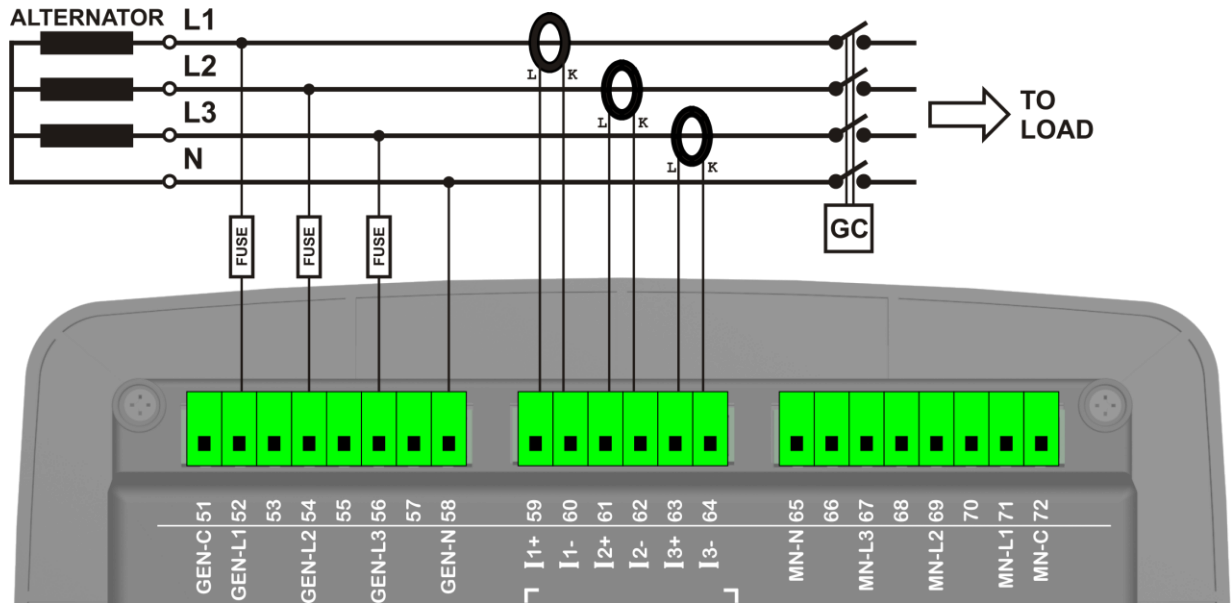 ALTERNATOR
L1
L2
L3
N
L K
L K
L K
TO
LOAD
FUSE
FUSE
FUSE
GC
GEN-C 51
GEN-L1 52
53
GEN-L2 54
55
GEN-L3 56
57
GEN-N 58
I1+ 59
I1- 60
I2+ 61
I2- 62
I3+ 63
I3- 64
MN-N 65
66
MN-L3 67
68
MN-L2 69
70
MN-L1 71
MN-C 72